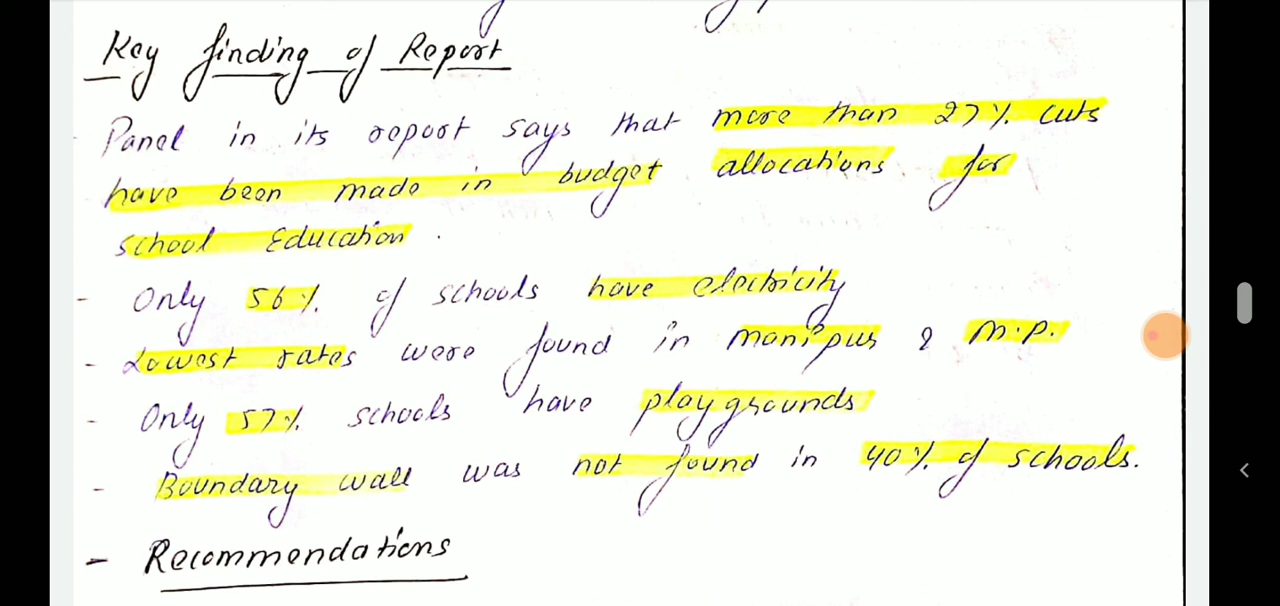 Key finding of Report
Panel in its report says that more than 27% cuts
have been made in budget allocations for
school Education.
- Only 56% of schools have electricity
- Lowest rates were found in manipur & M.P.
- Only 57% schools have playgrounds
- Boundary wall was not found in 40% of schools.
- Recommendations